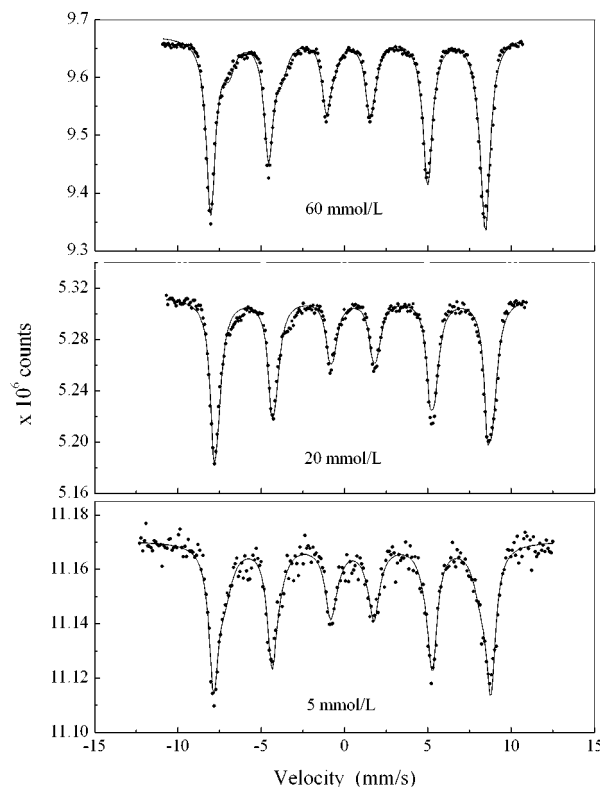 9.7
9.6
9.5
9.4
9.3
60 mmol/L
5.32
5.28
5.24
5.20
5.16
20 mmol/L
x 10⁶ counts
11.18
11.16
11.14
11.12
11.10
5 mmol/L
-15 -10 -5 0 5 10 15
Velocity (mm/s)